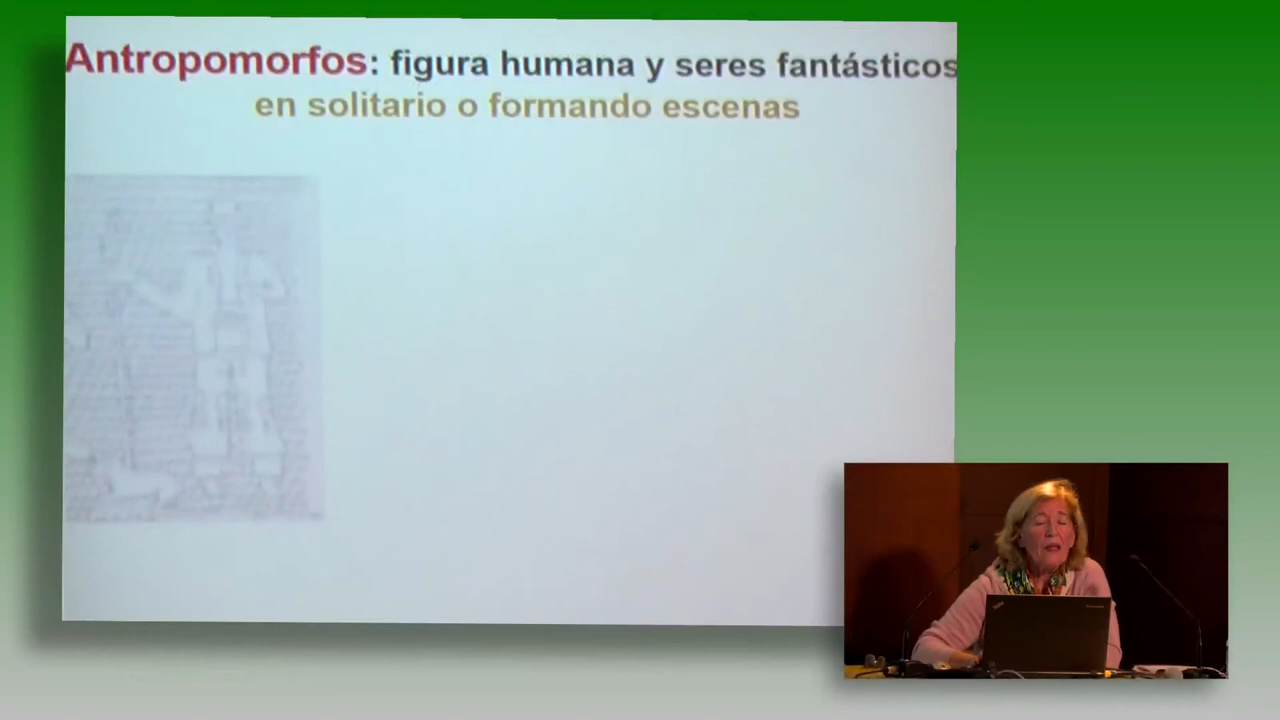 Antropomorfos: figura humana y seres fantásticos
en solitario o formando escenas